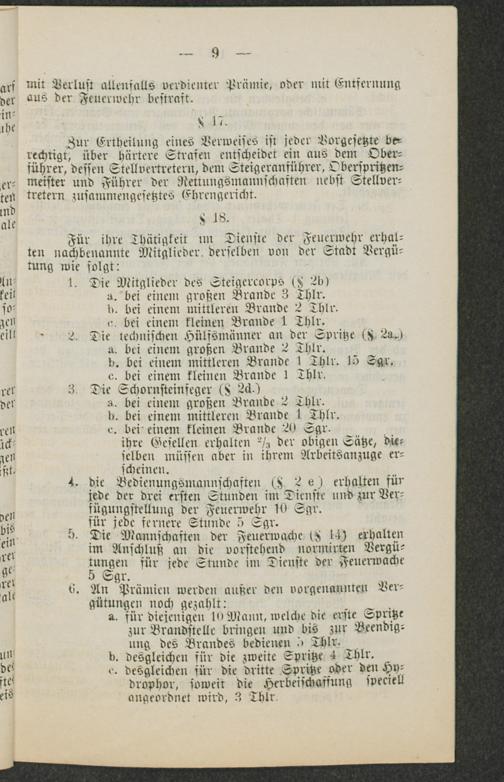 — 9 —
mit Verlust allenfalls verdienter Prämie, oder mit Entfernung
aus der Feuerwehr bestraft.
§ 17.
Zur Ertheilung eines Verweises ist jeder Vorgesetzte be-
rechtigt, über härtere Strafen entscheidet ein aus dem Ober-
führer, dessen Stellvertretern, dem Steigeranführer, Oberspritzen-
meister und Führer der Rettungsmannschaften nebst Stellver-
tretern zusammengesetztes Ehrengericht.
§ 18.
Für ihre Thätigkeit im Dienste der Feuerwehr erhal-
ten nachbenannte Mitglieder derselben von der Stadt Vergü-
tung wie folgt:
1. Die Mitglieder des Steigercorps (§ 2b)
a. bei einem großen Brande 3 Thlr.
b. bei einem mittleren Brande 2 Thlr.
c. bei einem kleinen Brande 1 Thlr.
2. Die technischen Hülfsmänner an der Spritze (§ 2a.)
a. bei einem großen Brande 2 Thlr.
b. bei einem mittleren Brande 1 Thlr. 15 Sgr.
c. bei einem kleinen Brande 1 Thlr.
3. Die Schornsteinfeger (§ 2d.)
a. bei einem großen Brande 2 Thlr.
b. bei einem mittleren Brande 1 Thlr.
c. bei einem kleinen Brande 20 Sgr.
ihre Gesellen erhalten 2/3 der obigen Sätze, die-
selben müssen aber in ihrem Arbeitsanzuge er-
scheinen.
4. die Bedienungsmannschaften (§ 2 e) erhalten für
jede der drei ersten Stunden im Dienste und zur Ver-
fügungstellung der Feuerwehr 10 Sgr.
für jede fernere Stunde 5 Sgr.
5. Die Mannschaften der Feuerwache (§ 14) erhalten
im Anschluß an die vorstehend normirten Vergü-
tungen für jede Stunde im Dienste der Feuerwache
5 Sgr.
6. An Prämien werden außer den vorgenannten Ver-
gütungen noch gezahlt:
a. für diejenigen 10 Mann, welche die erste Spritze
zur Brandstelle bringen und bis zur Beendig-
ung des Brandes bedienen 5 Thlr.
b. desgleichen für die zweite Spritze 4 Thlr.
c. desgleichen für die dritte Spritze oder den Hy-
drophor, soweit die Herbeischaffung speciell
angeordnet wird, 3 Thlr.